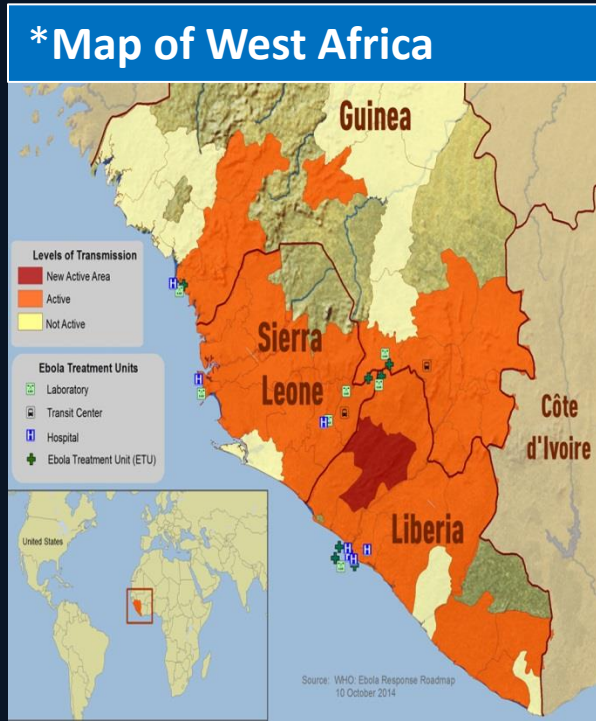 *Map of West Africa
Guinea
Levels of Transmission
New Active Area
Active
Not Active
Sierra
Leone
Ebola Treatment Units
Laboratory
Transit Center
H Hospital
Ebola Treatment Unit (ETU)
Côte
d'Ivoire
Liberia
United States
Source: WHO: Ebola Response Roadmap
10 October 2014